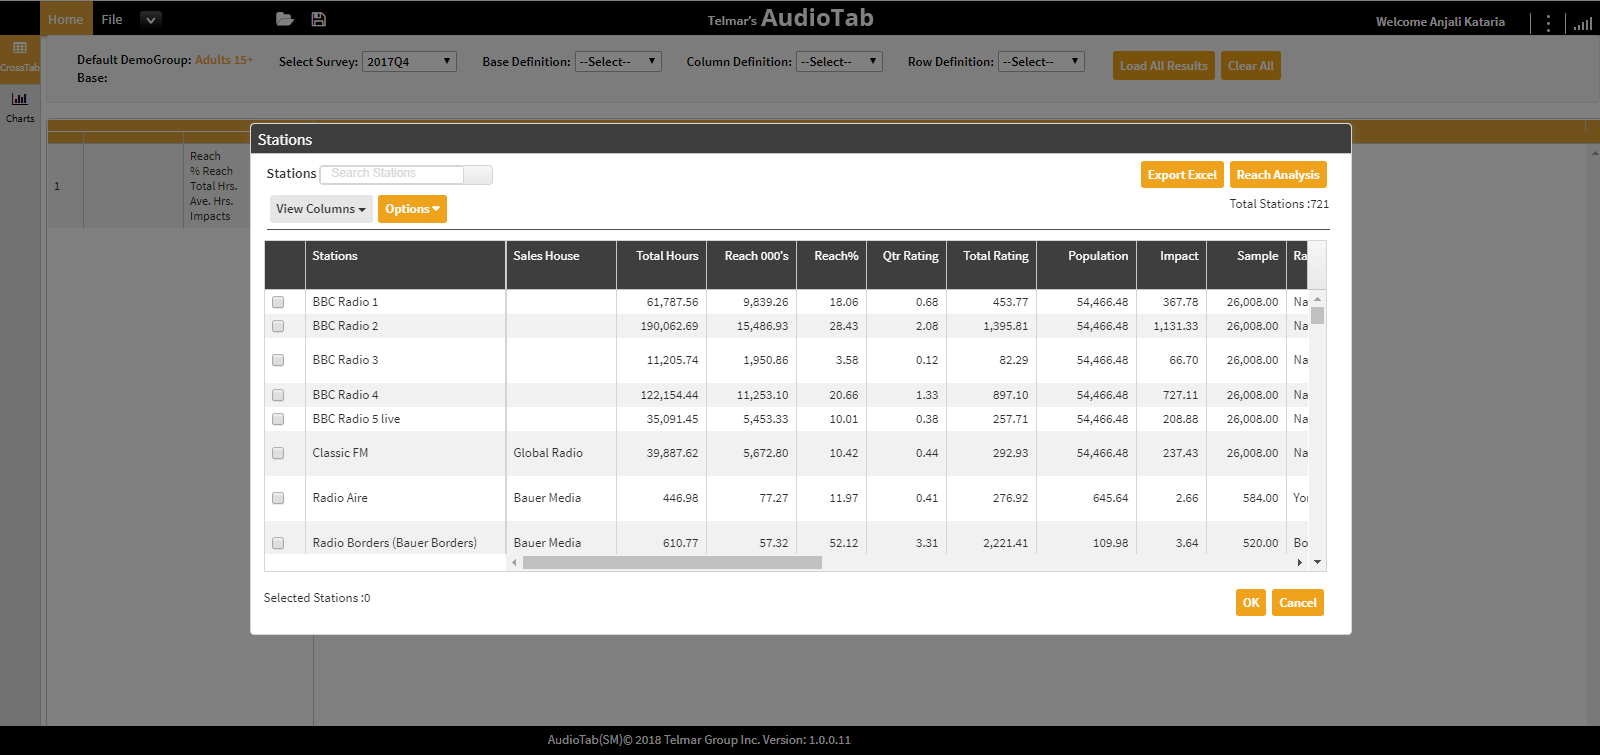 Home File Telmar's AudioTab Welcome Anjali Kataria
CrossTab
Charts
Default DemoGroup: Adults 15+ Select Survey: 2017Q4 Base Definition: --Select-- Column Definition: --Select-- Row Definition: --Select-- Load All Results Clear All
Base:
1
Reach
% Reach
Total Hrs.
Ave. Hrs.
Impacts
Stations
Stations Search Stations Export Excel Reach Analysis
View Columns Options Total Stations :721
Stations Sales House Total Hours Reach 000's Reach% Qtr Rating Total Rating Population Impact Sample Ra
BBC Radio 1 61,787.56 9,839.26 18.06 0.68 453.77 54,466.48 367.78 26,008.00 Na
BBC Radio 2 190,062.69 15,486.93 28.43 2.08 1,395.81 54,466.48 1,131.33 26,008.00 Na
BBC Radio 3 11,205.74 1,950.86 3.58 0.12 82.29 54,466.48 66.70 26,008.00 Na
BBC Radio 4 122,154.44 11,253.10 20.66 1.33 897.10 54,466.48 727.11 26,008.00 Na
BBC Radio 5 live 35,091.45 5,453.33 10.01 0.38 257.71 54,466.48 208.88 26,008.00 Na
Classic FM Global Radio 39,887.62 5,672.80 10.42 0.44 292.93 54,466.48 237.43 26,008.00 Na
Radio Aire Bauer Media 446.98 77.27 11.97 0.41 276.92 645.64 2.66 584.00 Yor
Radio Borders (Bauer Borders) Bauer Media 610.77 57.32 52.12 3.31 2,221.41 109.98 3.64 520.00 Bo
Selected Stations :0 OK Cancel
AudioTab(SM)© 2018 Telmar Group Inc. Version: 1.0.0.11